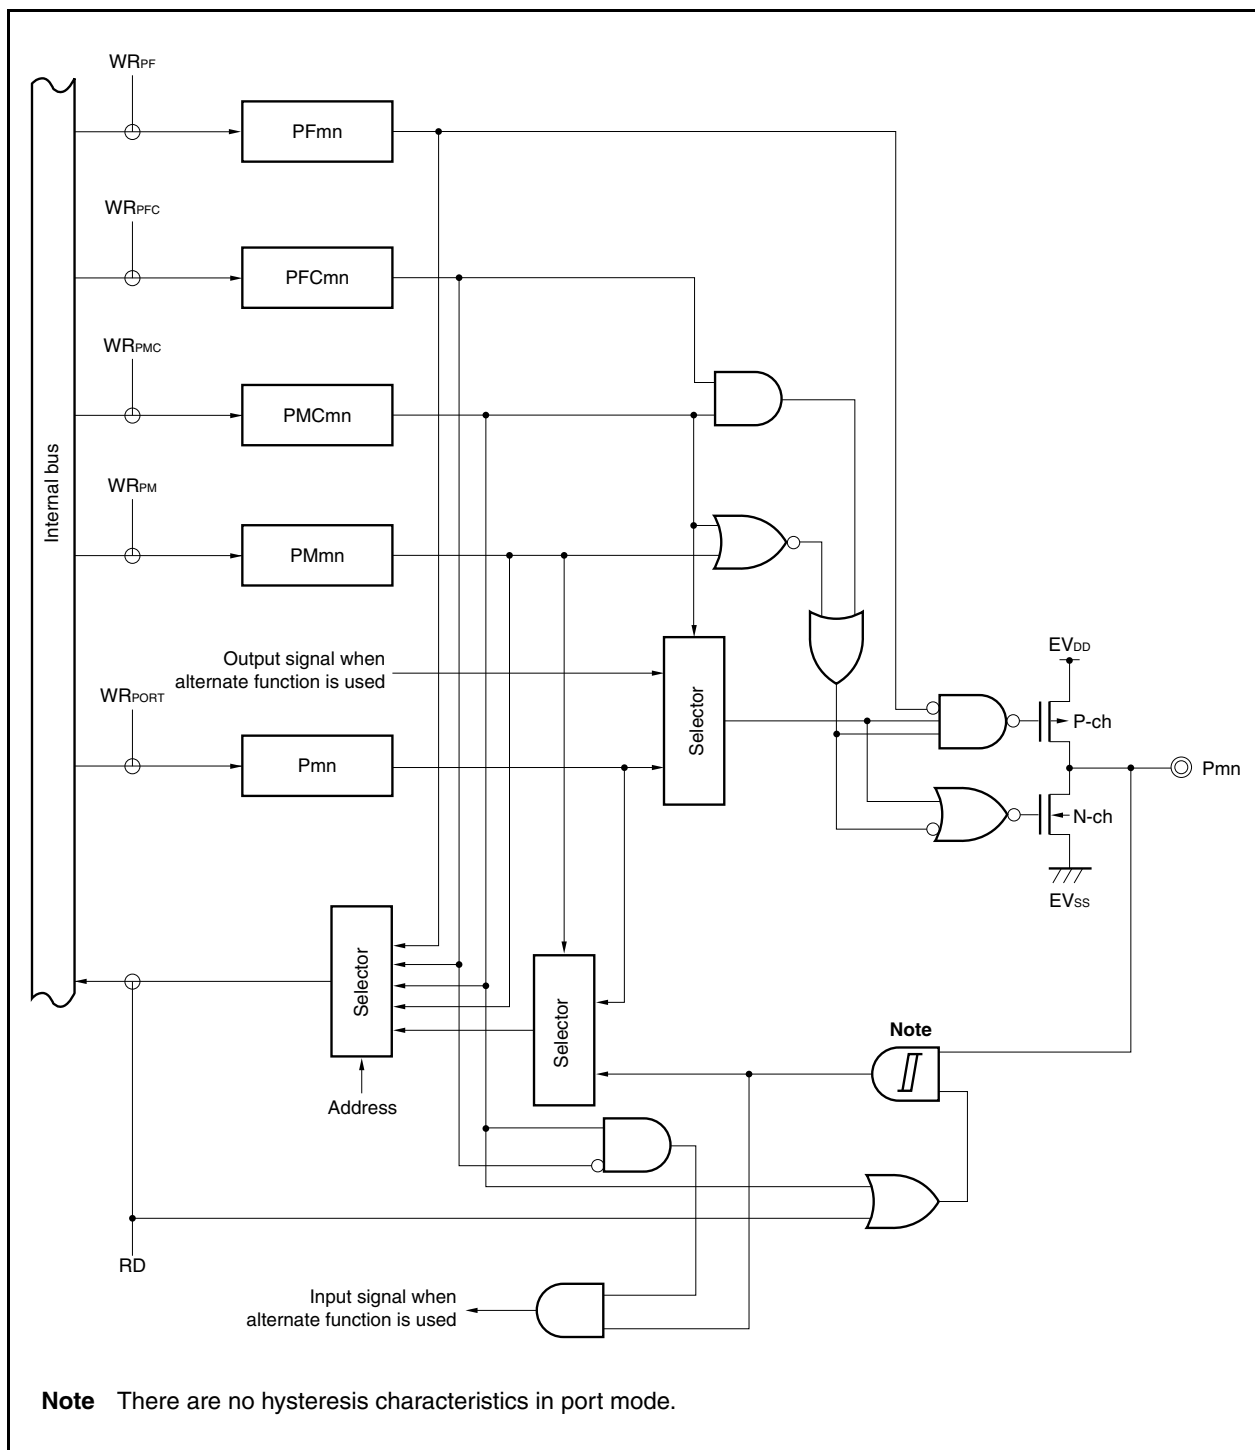 WRPF
PFmn
WRPFC
PFCmn
WRPMC
PMCmn
Internal bus
WRPM
PMmn
Output signal when
alternate function is used
Selector
EVDD
P-ch
WRPORT
Pmn
Pmn
N-ch
EVSS
Selector
Selector
Note
Address
RD
Input signal when
alternate function is used
Note There are no hysteresis characteristics in port mode.